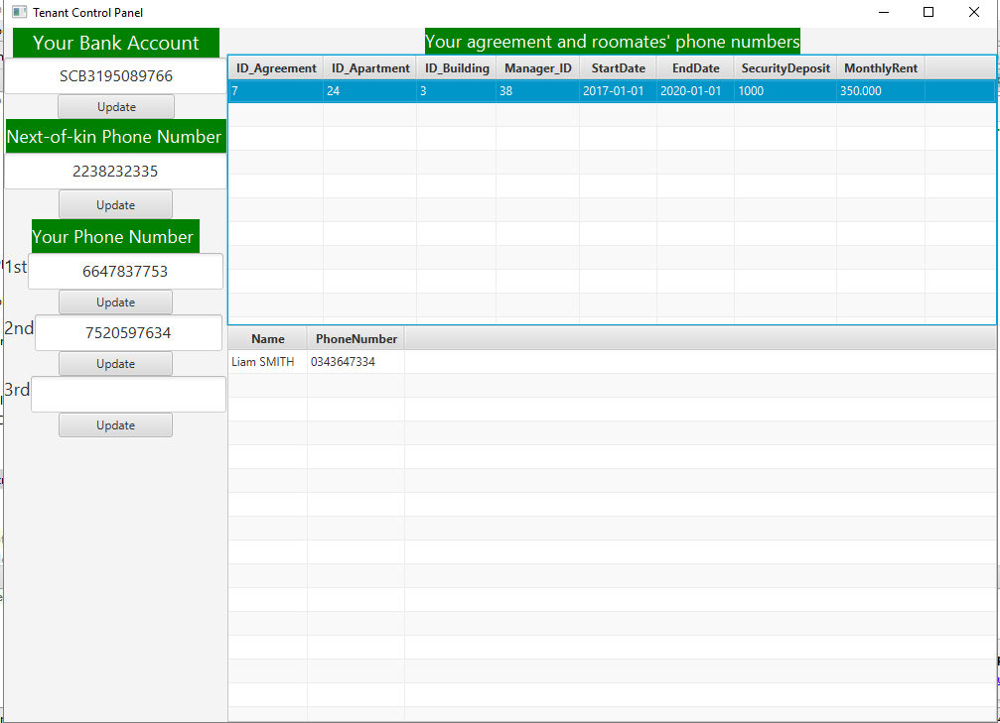 Tenant Control Panel
Your Bank Account
SCB3195089766
Update
Next-of-kin Phone Number
2238232335
Update
Your Phone Number
1st 6647837753
Update
2nd 7520597634
Update
3rd
Update
Your agreement and roomates' phone numbers
ID_Agreement ID_Apartment ID_Building Manager_ID StartDate EndDate SecurityDeposit MonthlyRent
7 24 3 38 2017-01-01 2020-01-01 1000 350.000
Name PhoneNumber
Liam SMITH 0343647334